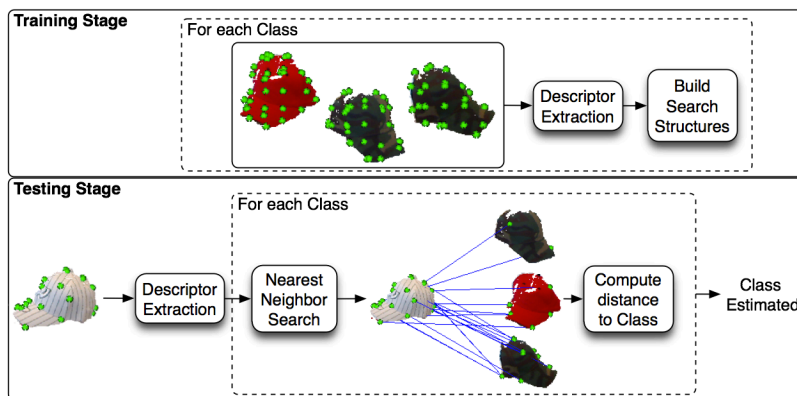 Training Stage
For each Class
Descriptor
Extraction
Build
Search
Structures
Testing Stage
For each Class
Descriptor
Extraction
Nearest
Neighbor
Search
Compute
distance
to Class
Class
Estimated